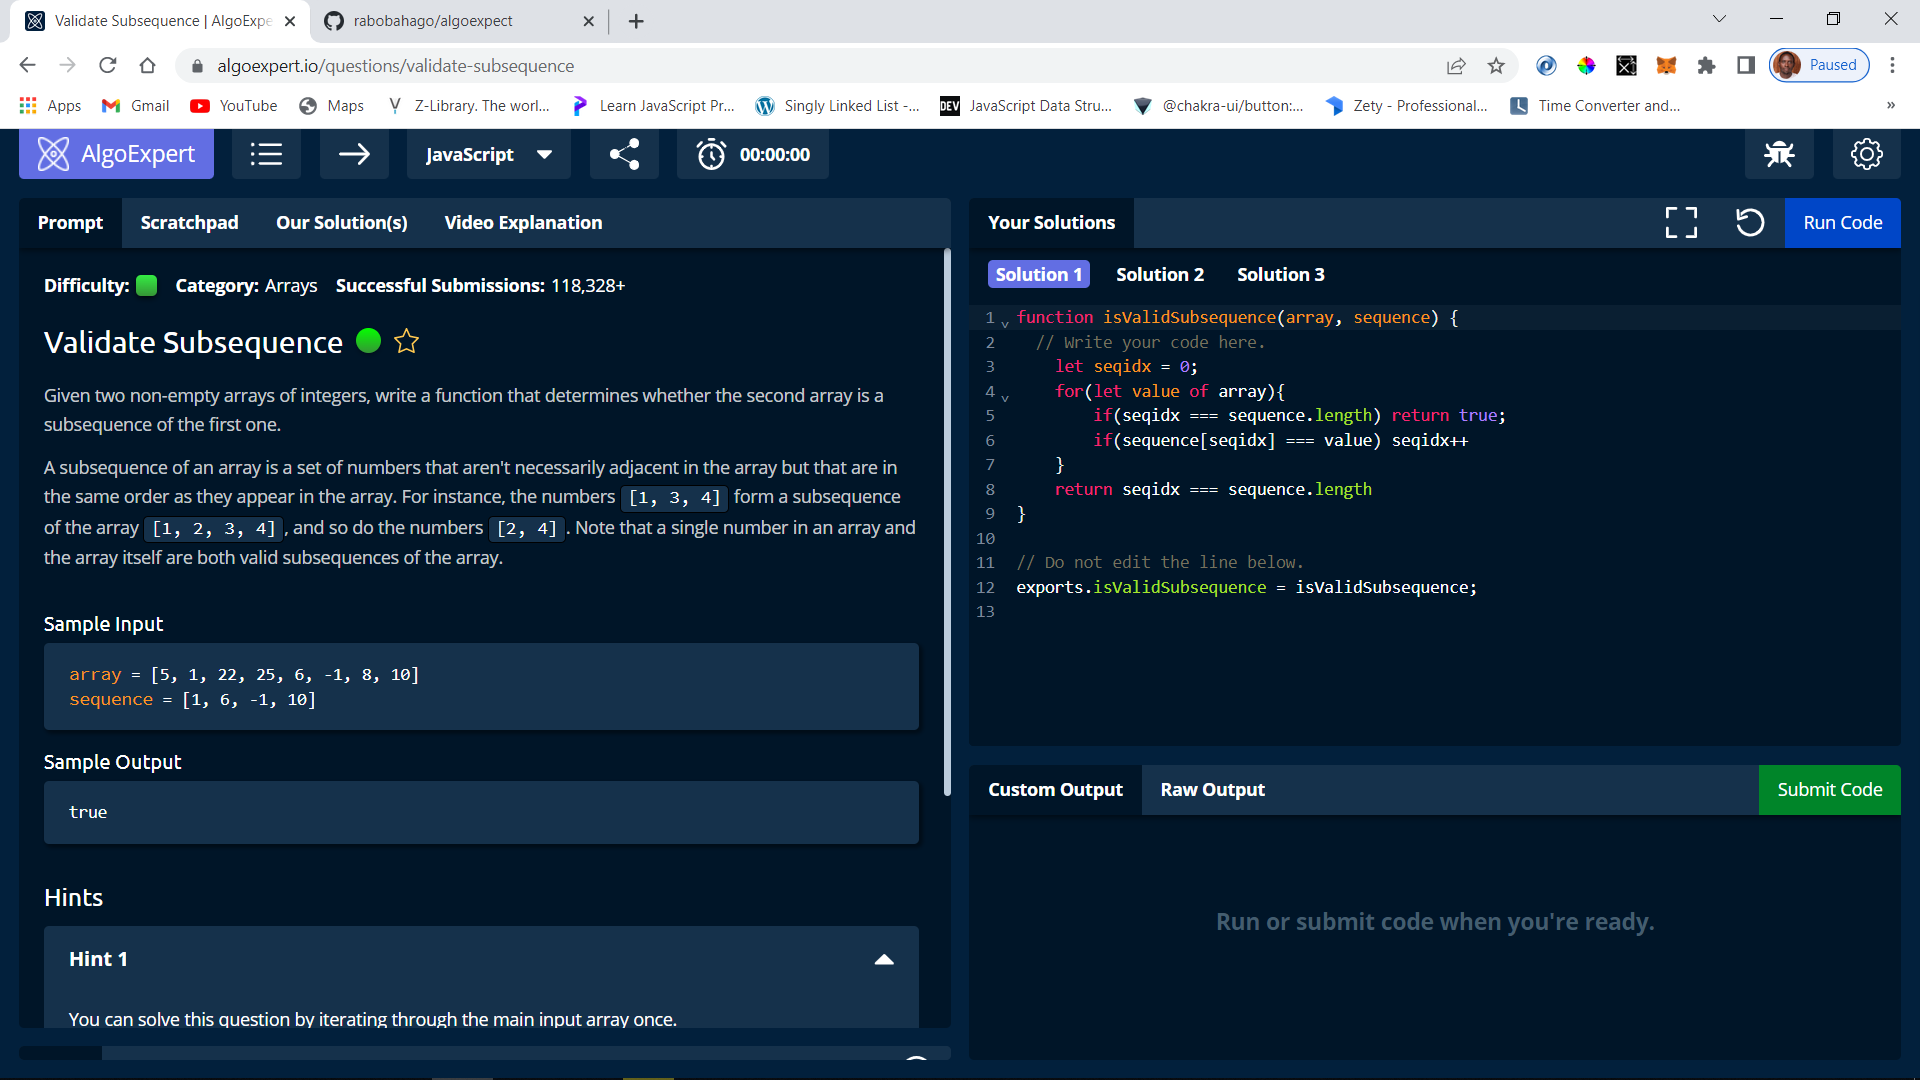 Validate Subsequence | AlgoExpe
rabobahago/algoexpect
algoexpert.io/questions/validate-subsequence
Paused
Apps
Gmail
YouTube
Maps
Z-Library. The worl...
Learn JavaScript Pr...
Singly Linked List -...
DEV
JavaScript Data Stru...
@chakra-ui/button:...
Zety - Professional...
Time Converter and...
»
AlgoExpert
JavaScript
00:00:00
Prompt
Scratchpad
Our Solution(s)
Video Explanation
Difficulty:
Category: Arrays
Successful Submissions: 118,328+
Validate Subsequence
Given two non-empty arrays of integers, write a function that determines whether the second array is a
subsequence of the first one.
A subsequence of an array is a set of numbers that aren't necessarily adjacent in the array but that are in
the same order as they appear in the array. For instance, the numbers [1, 3, 4] form a subsequence
of the array [1, 2, 3, 4] , and so do the numbers [2, 4] . Note that a single number in an array and
the array itself are both valid subsequences of the array.
Sample Input
array = [5, 1, 22, 25, 6, -1, 8, 10]
sequence = [1, 6, -1, 10]
Sample Output
true
Hints
Hint 1
You can solve this question by iterating through the main input array once.
Your Solutions
Run Code
Solution 1
Solution 2
Solution 3
1 function isValidSubsequence(array, sequence) {
2 // Write your code here.
3 let seqidx = 0;
4 for(let value of array){
5 if(seqidx === sequence.length) return true;
6 if(sequence[seqidx] === value) seqidx++
7 }
8 return seqidx === sequence.length
9 }
10
11 // Do not edit the line below.
12 exports.isValidSubsequence = isValidSubsequence;
13
Custom Output
Raw Output
Submit Code
Run or submit code when you're ready.